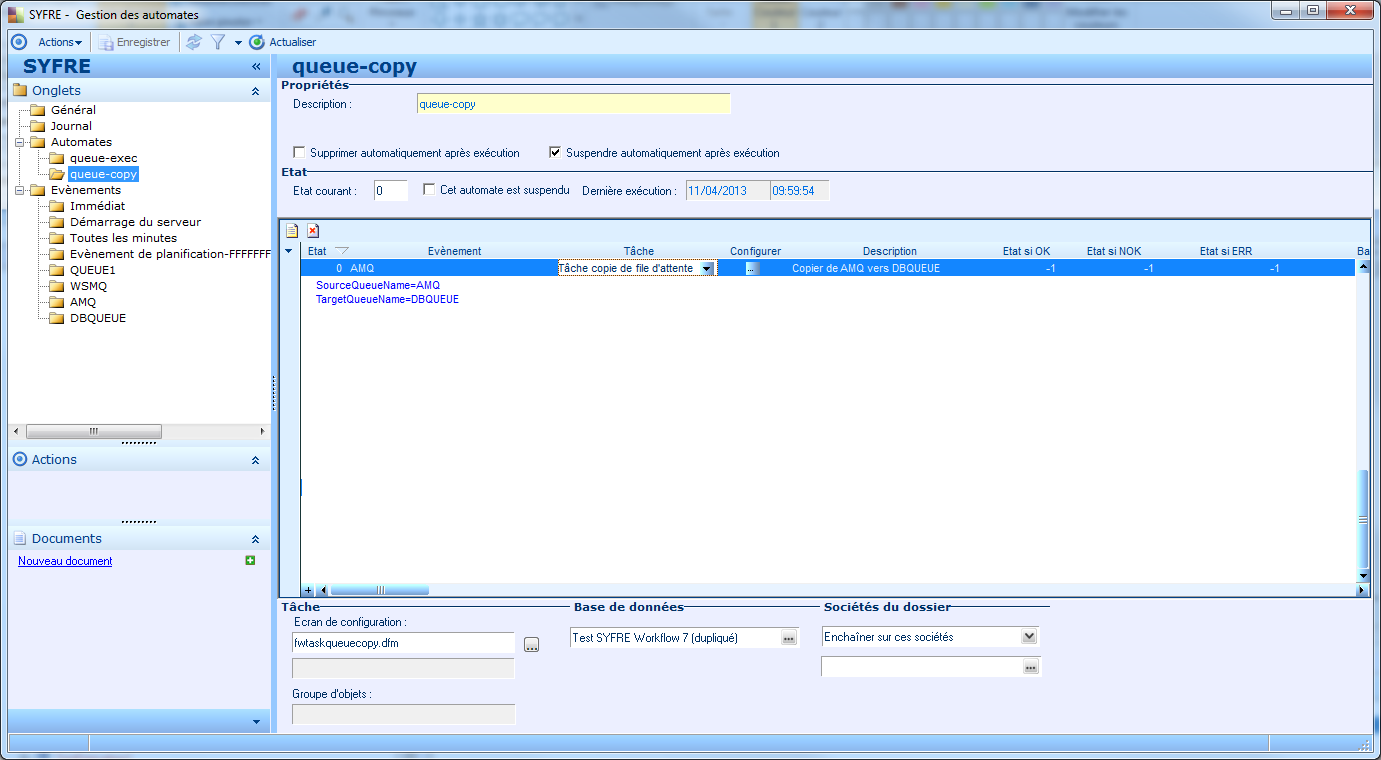 SYFRE - Gestion des automates
Actions Enregistrer Actualiser
SYFRE «
Onglets
Général
Journal
Automates
queue-exec
queue-copy
Evènements
Immédiat
Démarrage du serveur
Toutes les minutes
Evènement de planification-FFFFFFF
QUEUE1
WSMQ
AMQ
DBQUEUE
Actions
Documents
Nouveau document
queue-copy
Propriétés
Description : queue-copy
Supprimer automatiquement après exécution Suspendre automatiquement après exécution
Etat
Etat courant : 0 Cet automate est suspendu Dernière exécution : 11/04/2013 09:59:54
Etat Evènement Tâche Configurer Description Etat si OK Etat si NOK Etat si ERR Ba
0 AMQ Tâche copie de file d'attente ... Copier de AMQ vers DBQUEUE -1 -1 -1
SourceQueueName=AMQ
TargetQueueName=DBQUEUE
Tâche Base de données Sociétés du dossier
Ecran de configuration :
fwtaskqueuecopy.dfm ... Test SYFRE Workflow 7 (dupliqué) ... Enchaîner sur ces sociétés
...
Groupe d'objets :